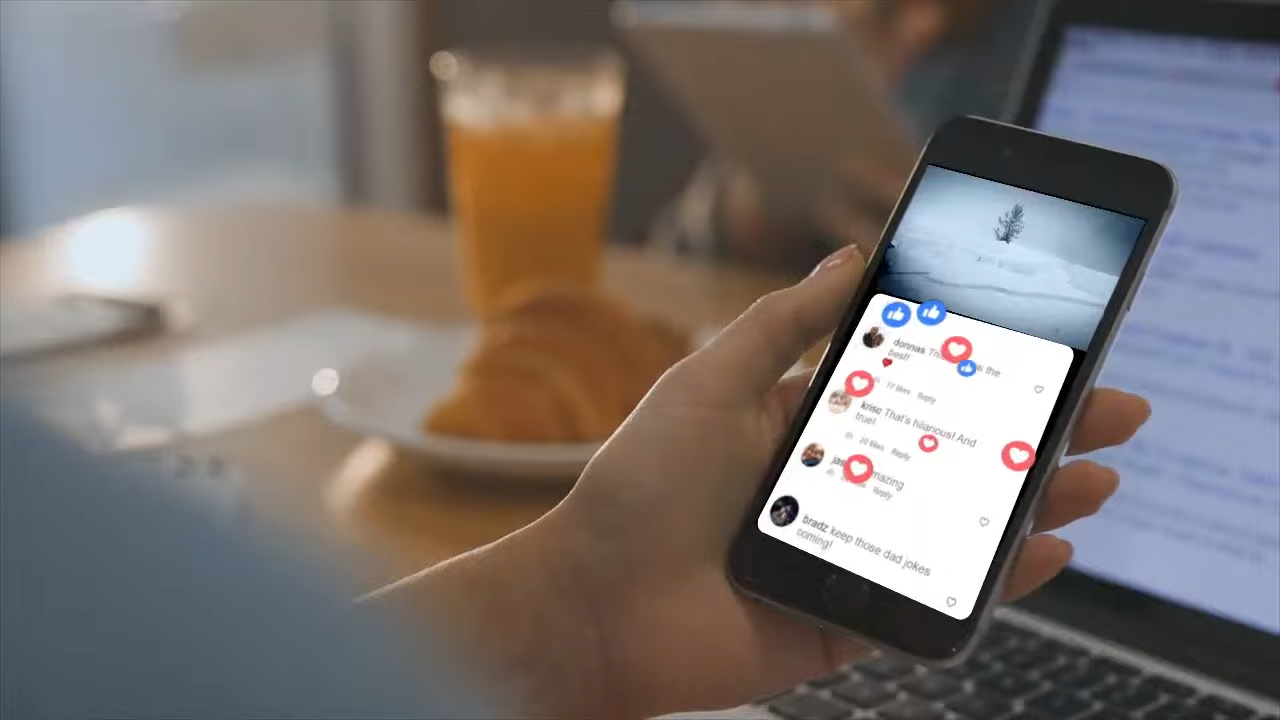 donnas This is the
best!
77 likes Reply
krisc That's hilarious! And
true!
20 likes Reply
amazing
Reply
bradz keep those dad jokes
coming!